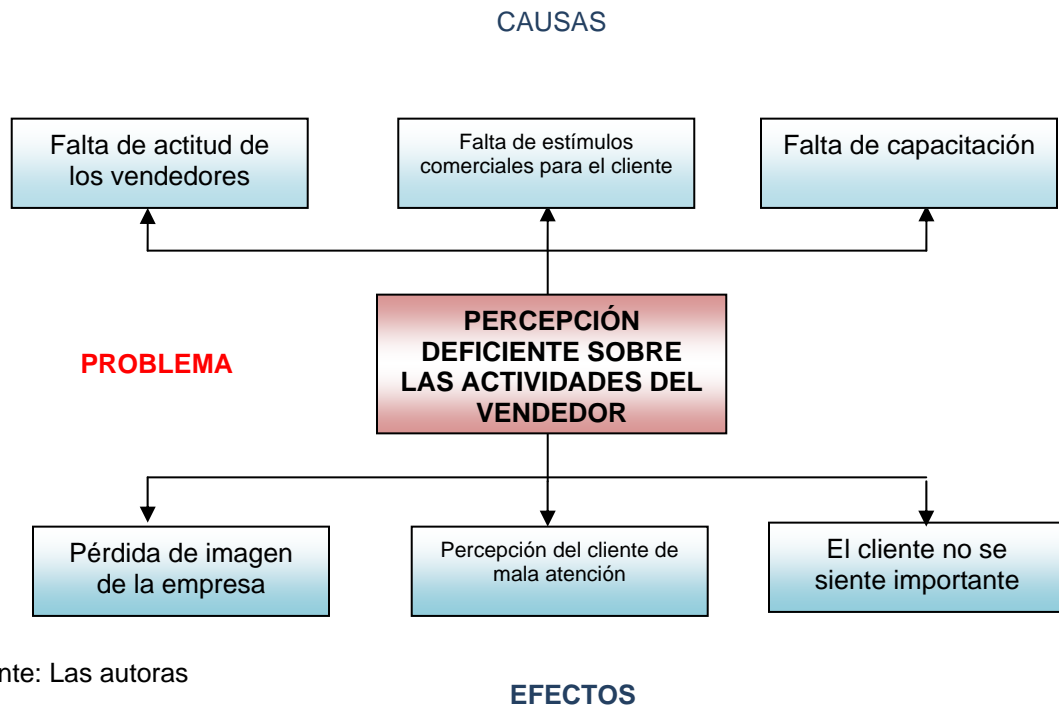 CAUSAS
Falta de actitud de
los vendedores
Falta de estímulos
comerciales para el cliente
Falta de capacitación
PROBLEMA
PERCEPCIÓN
DEFICIENTE SOBRE
LAS ACTIVIDADES DEL
VENDEDOR
Pérdida de imagen
de la empresa
Percepción del cliente de
mala atención
El cliente no se
siente importante
nte: Las autoras
EFECTOS